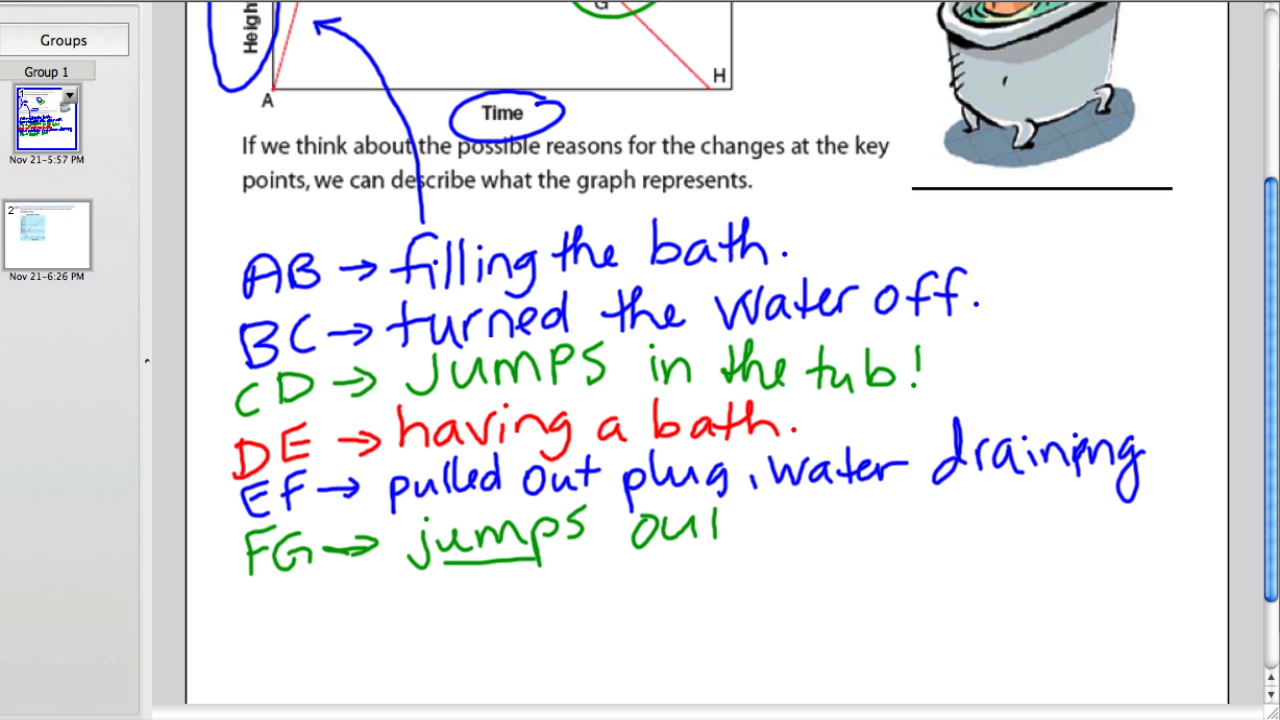 Groups
Group 1
1
Nov 21-5:57 PM
2
Nov 21-6:26 PM
G
H
A
Time
If we think about the possible reasons for the changes at the key
points, we can describe what the graph represents.
AB → filling the bath.
BC → turned the water off.
CD → Jumps in the tub!
DE → having a bath.
EF → pulled out plug, water draining
FG → jumps ou